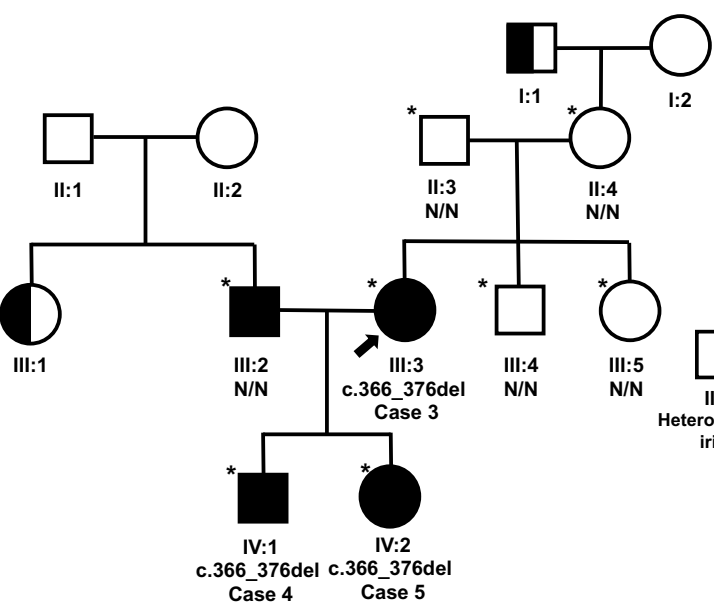 I:1
I:2
*
*
II:1
II:2
II:3
N/N
II:4
N/N
*
*
*
*
III:1
III:2
N/N
III:3
c.366_376del
Case 3
III:4
N/N
III:5
N/N
*
*
IV:1
c.366_376del
Case 4
IV:2
c.366_376del
Case 5